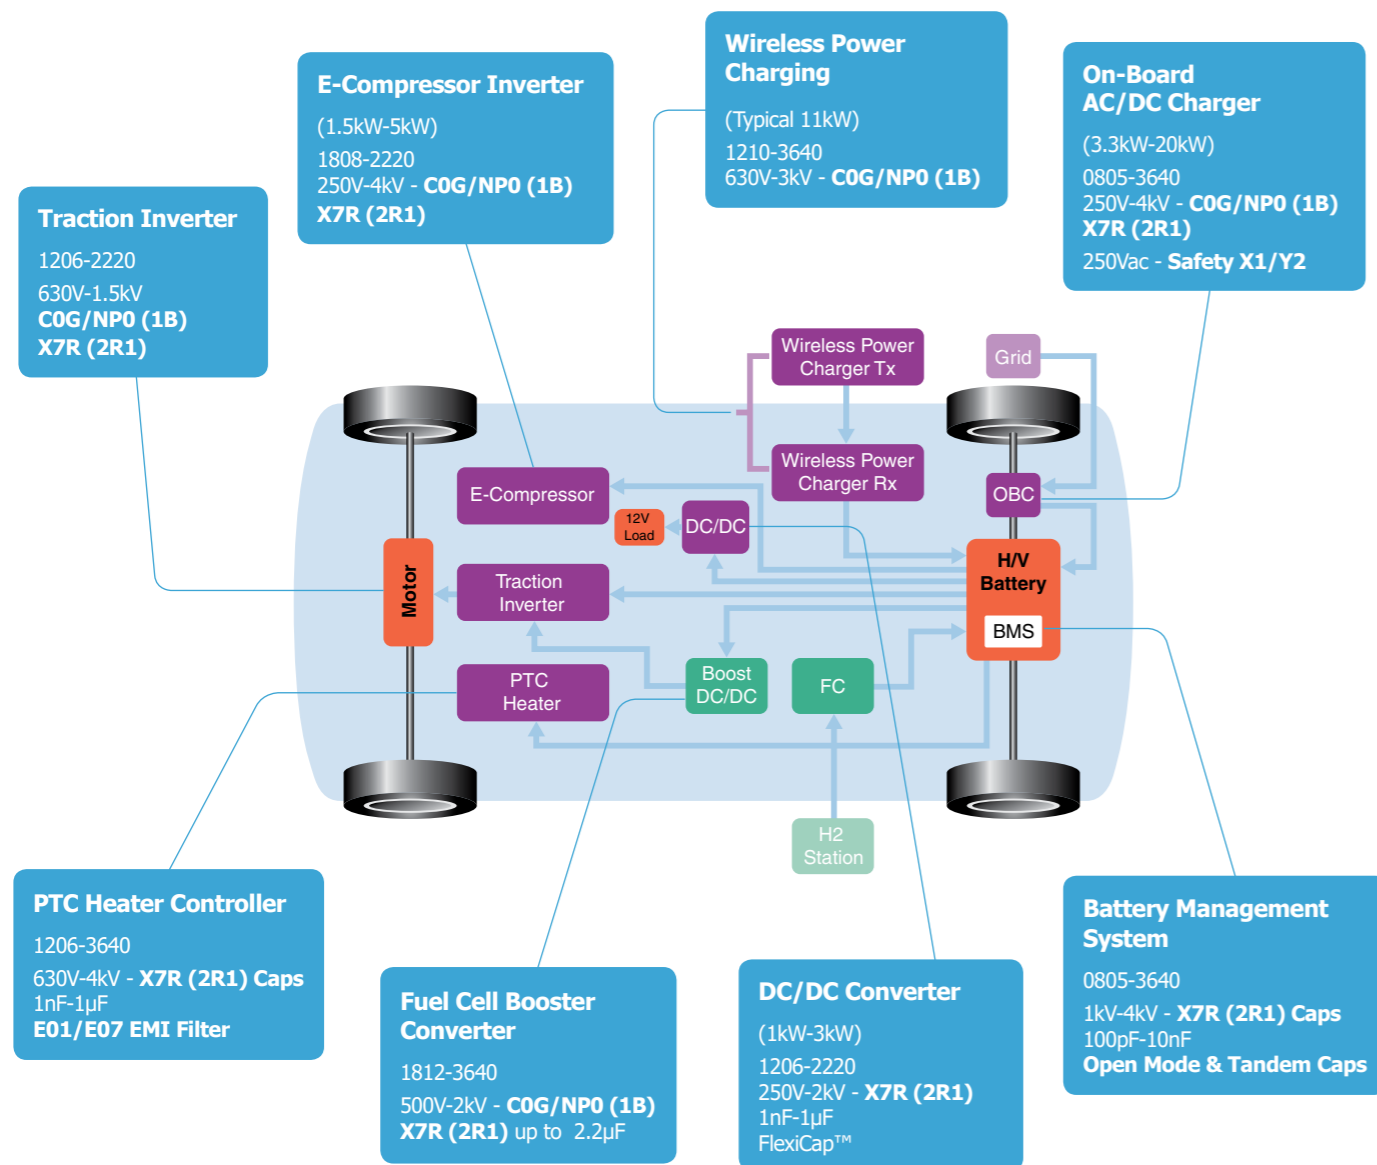 Wireless Power
Charging
(Typical 11kW)
1210-3640
630V-3kV - C0G/NP0 (1B)
On-Board
AC/DC Charger
(3.3kW-20kW)
0805-3640
250V-4kV - C0G/NP0 (1B)
X7R (2R1)
250Vac - Safety X1/Y2
E-Compressor Inverter
(1.5kW-5kW)
1808-2220
250V-4kV - C0G/NP0 (1B)
X7R (2R1)
Traction Inverter
1206-2220
630V-1.5kV
C0G/NP0 (1B)
X7R (2R1)
Wireless Power
Charger Tx
Grid
Wireless Power
Charger Rx
E-Compressor
OBC
12V
Load
DC/DC
H/V
Battery
BMS
Motor
Traction
Inverter
PTC
Heater
Boost
DC/DC
FC
H2
Station
PTC Heater Controller
1206-3640
630V-4kV - X7R (2R1) Caps
1nF-1µF
E01/E07 EMI Filter
Fuel Cell Booster
Converter
1812-3640
500V-2kV - C0G/NP0 (1B)
X7R (2R1) up to 2.2µF
DC/DC Converter
(1kW-3kW)
1206-2220
250V-2kV - X7R (2R1)
1nF-1µF
FlexiCap™
Battery Management
System
0805-3640
1kV-4kV - X7R (2R1) Caps
100pF-10nF
Open Mode & Tandem Caps